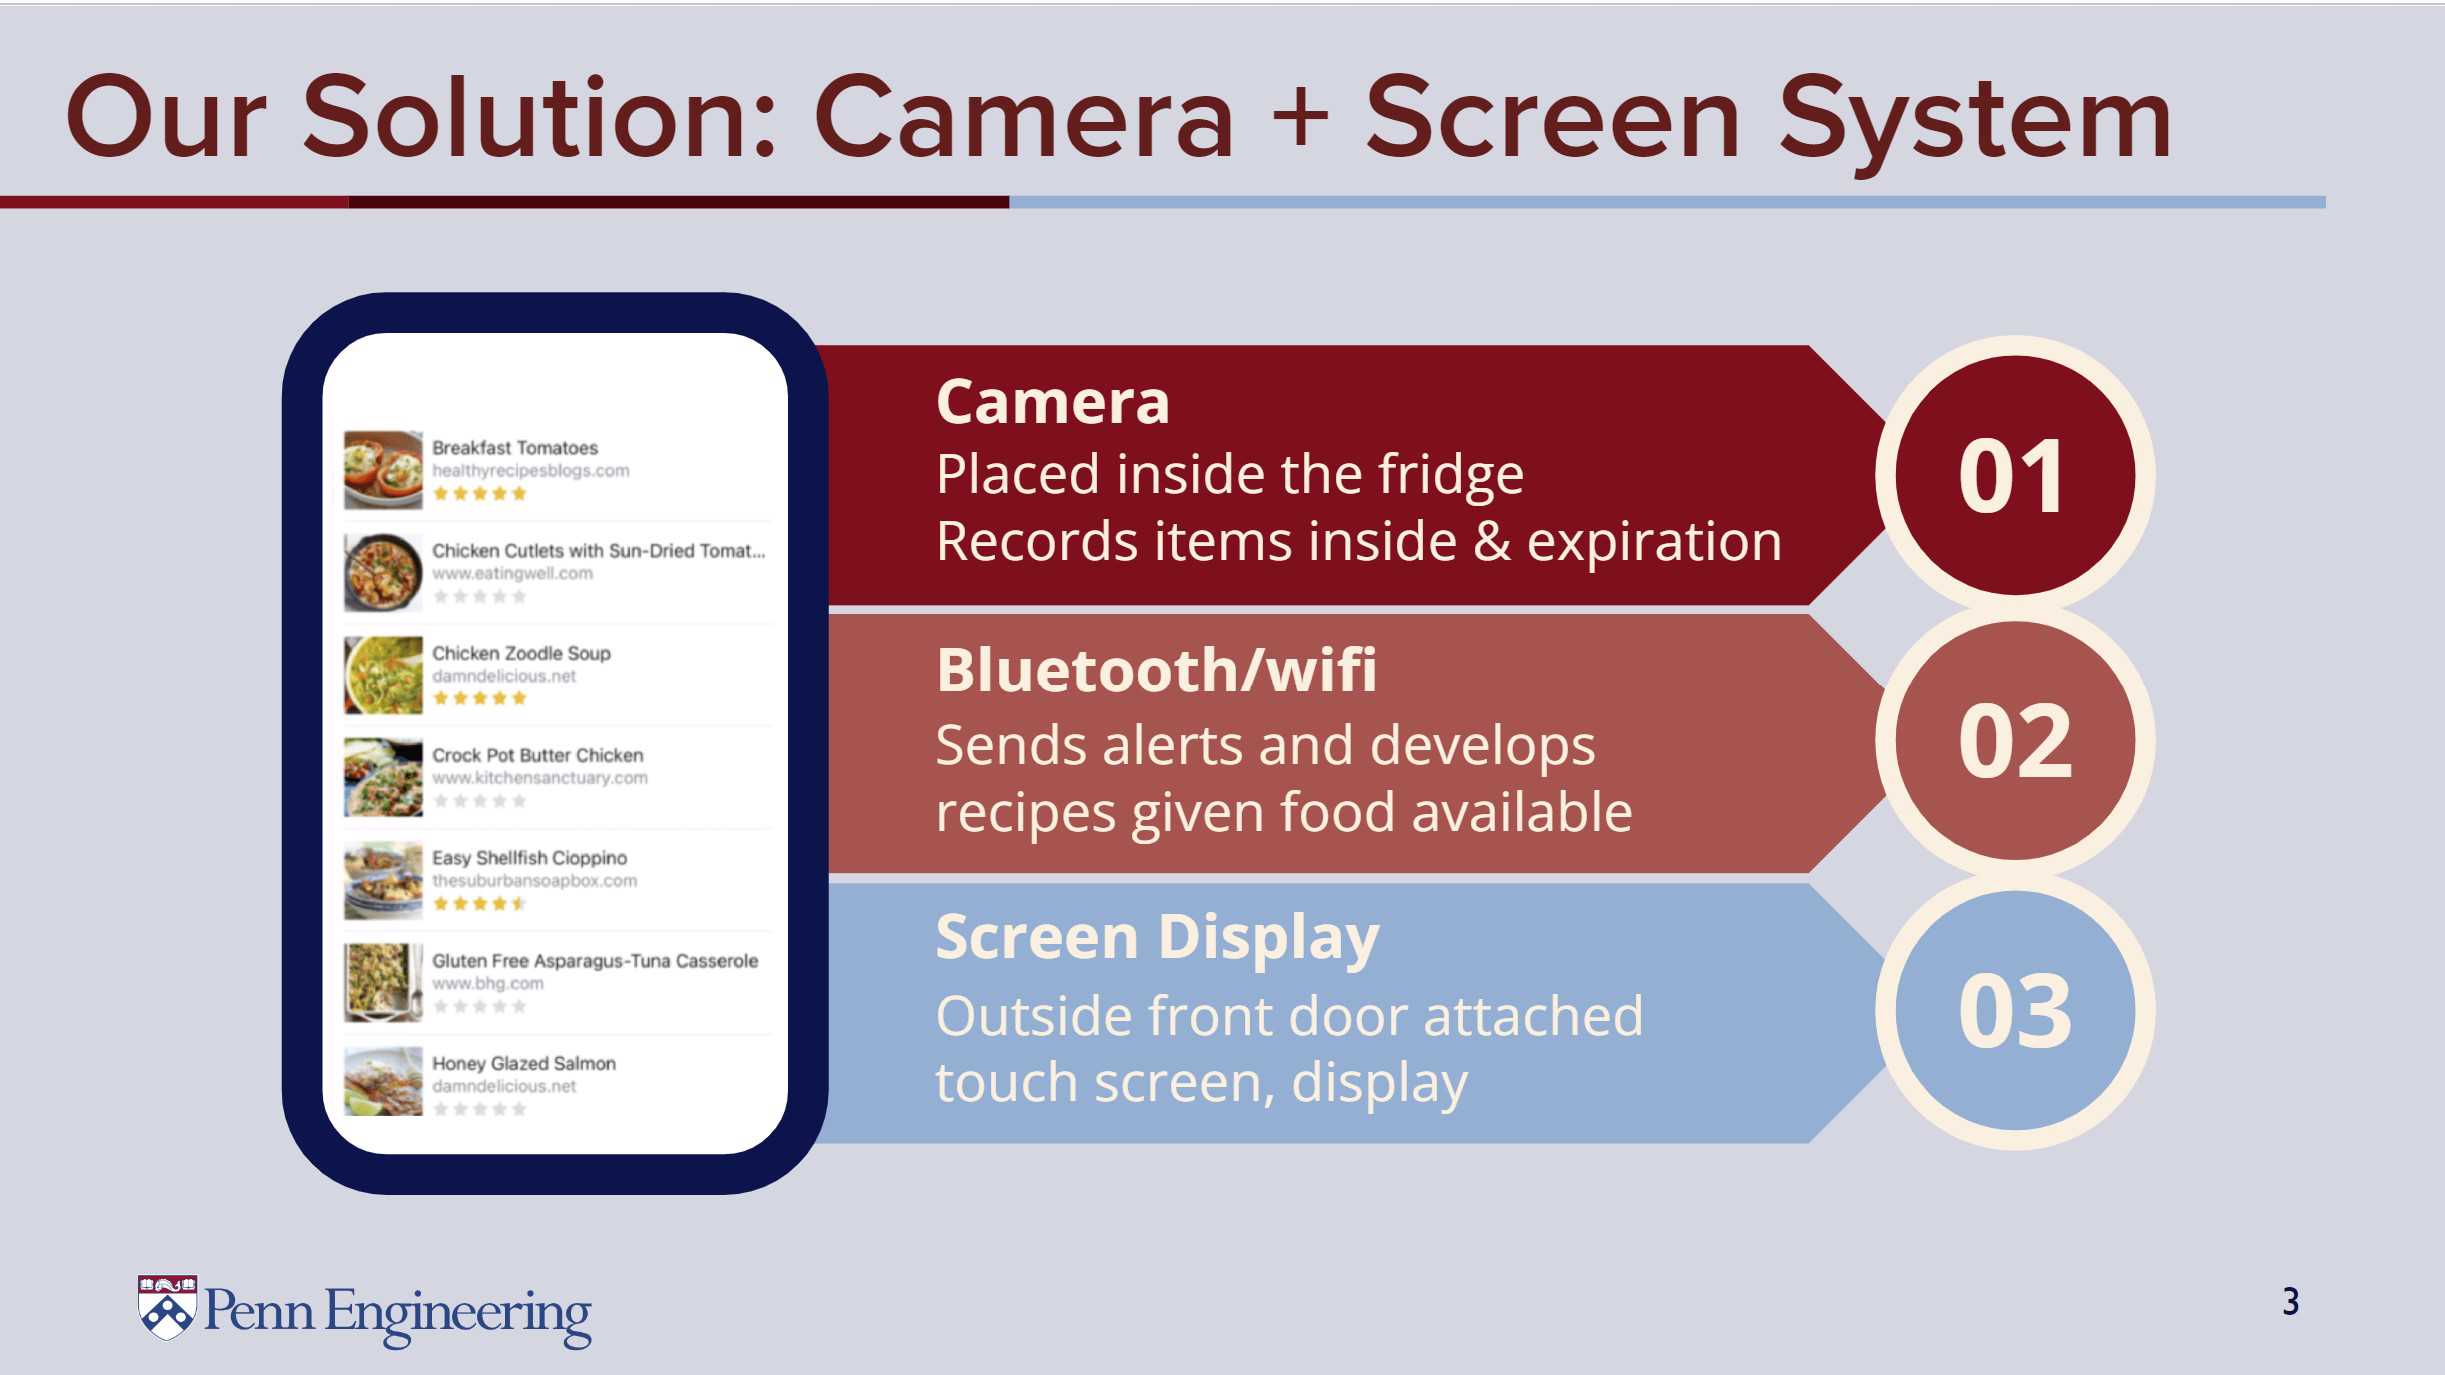 Our Solution: Camera + Screen System
Breakfast Tomatoes
healthyrecipesblogs.com
Chicken Cutlets with Sun-Dried Tomat...
www.eatingwell.com
Chicken Zoodle Soup
damndelicious.net
Crock Pot Butter Chicken
www.kitchensanctuary.com
Easy Shellfish Cioppino
thesuburbansoapbox.com
Gluten Free Asparagus-Tuna Casserole
www.bhg.com
Honey Glazed Salmon
damndelicious.net
Camera
Placed inside the fridge
Records items inside & expiration
01
Bluetooth/wifi
Sends alerts and develops
recipes given food available
02
Screen Display
Outside front door attached
touch screen, display
03
Penn Engineering
3